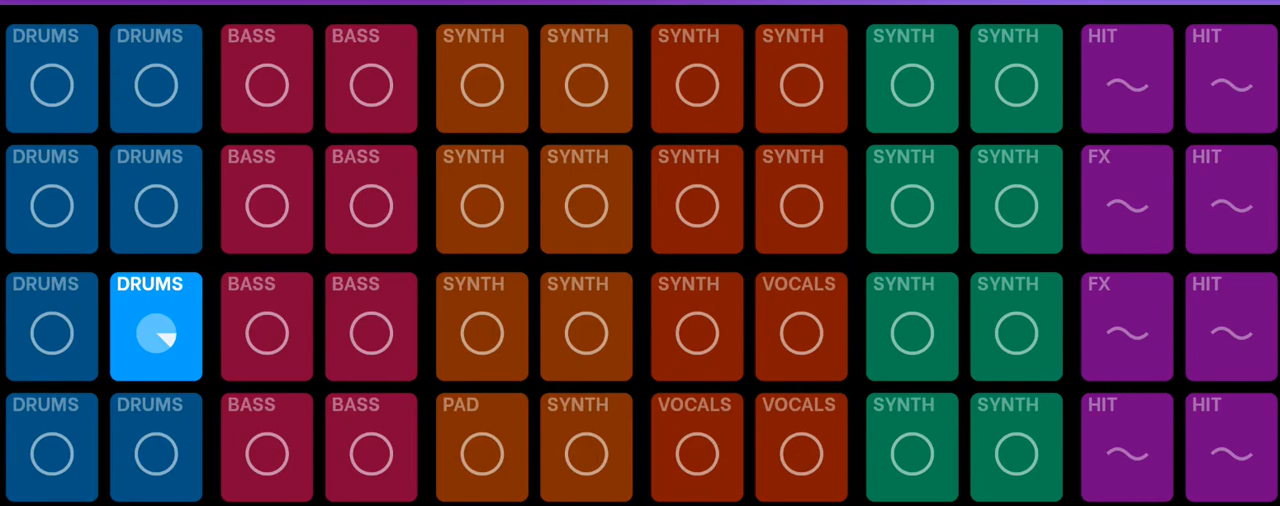 DRUMS DRUMS BASS BASS SYNTH SYNTH SYNTH SYNTH SYNTH SYNTH HIT HIT
DRUMS DRUMS BASS BASS SYNTH SYNTH SYNTH SYNTH SYNTH SYNTH FX HIT
DRUMS DRUMS BASS BASS SYNTH SYNTH SYNTH VOCALS SYNTH SYNTH FX HIT
DRUMS DRUMS BASS BASS PAD SYNTH VOCALS VOCALS SYNTH SYNTH HIT HIT